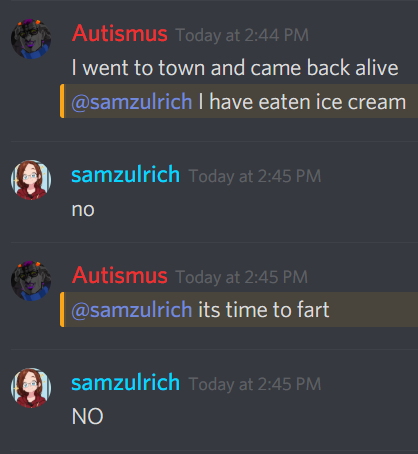 Autismus Today at 2:44 PM
I went to town and came back alive
@samzulrich I have eaten ice cream
samzulrich Today at 2:45 PM
no
Autismus Today at 2:45 PM
@samzulrich its time to fart
samzulrich Today at 2:45 PM
NO